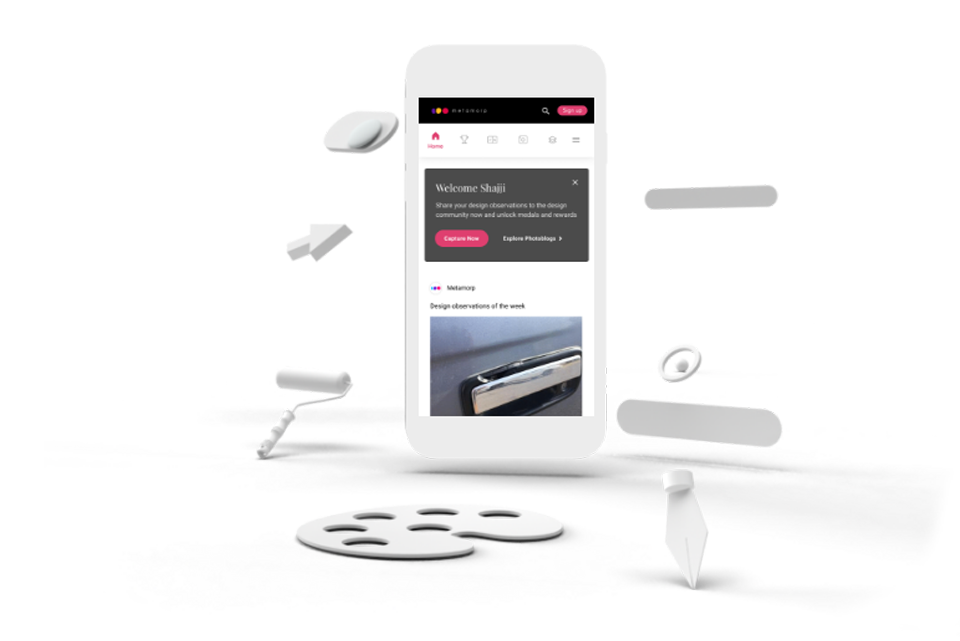 metamorp
Sign up
Home
Welcome Shajji
Share your design observations to the design
community now and unlock medals and rewards
Capture Now
Explore Photoblogs
Metamorp
Design observations of the week